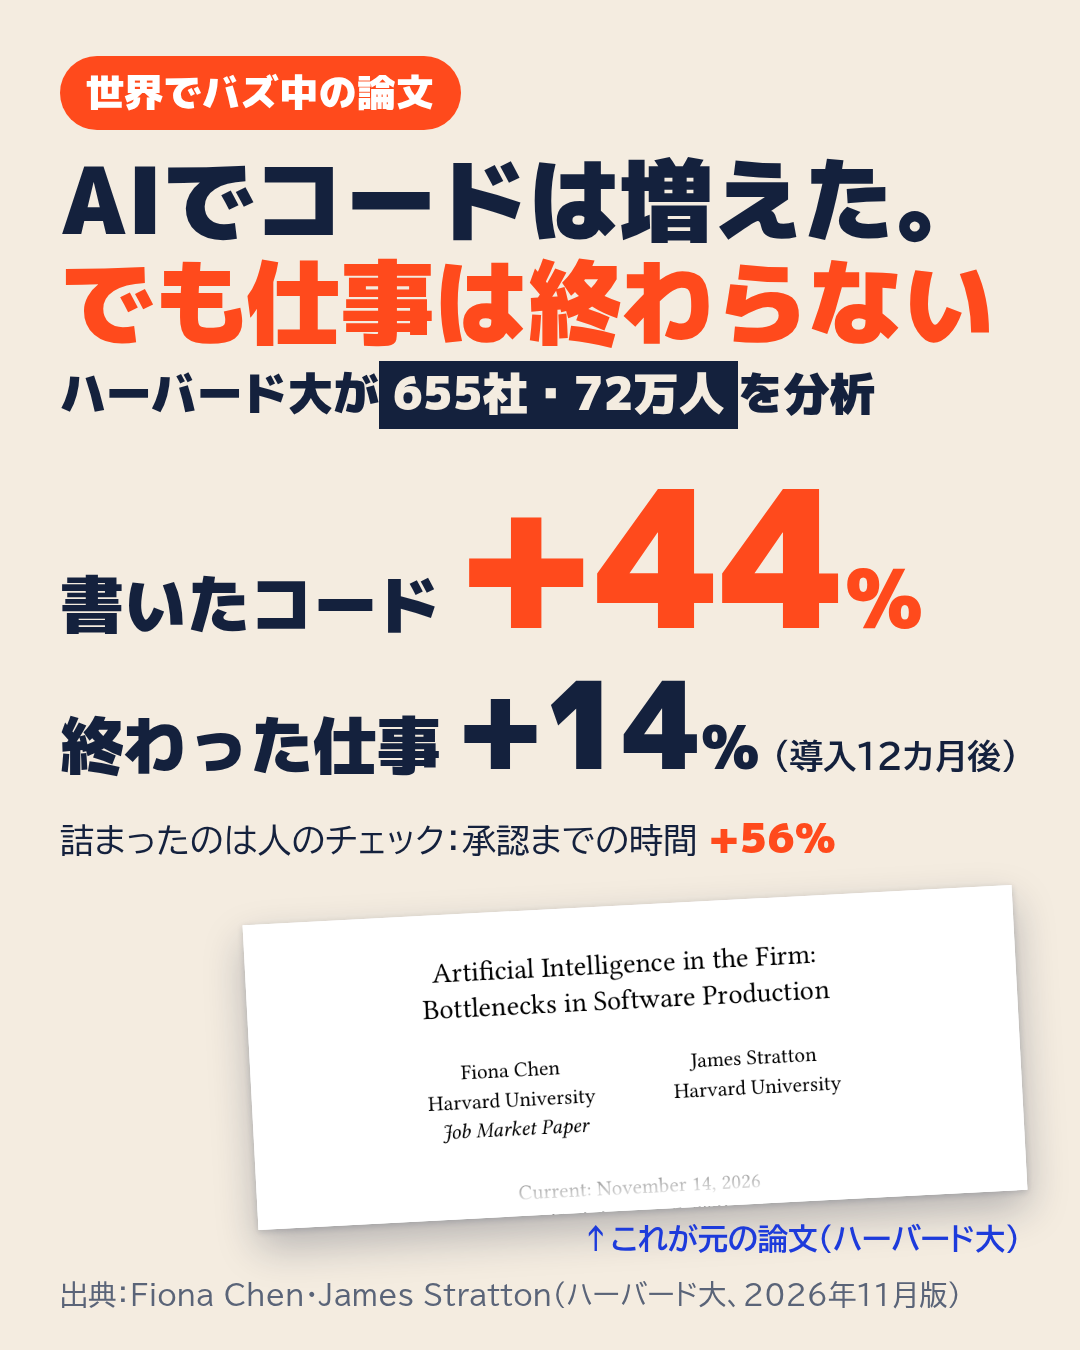 世界でバズ中の論文
AIでコードは増えた。
でも仕事は終わらない
ハーバード大が 655社・72万人 を分析
書いたコード +44%
終わった仕事 +14% (導入12カ月後)
詰まったのは人のチェック:承認までの時間 +56%
Artificial Intelligence in the Firm:
Bottlenecks in Software Production
Fiona Chen
Harvard University
Job Market Paper
James Stratton
Harvard University
Current: November 14, 2026
↑これが元の論文(ハーバード大)
出典:Fiona Chen・James Stratton(ハーバード大、2026年11月版)